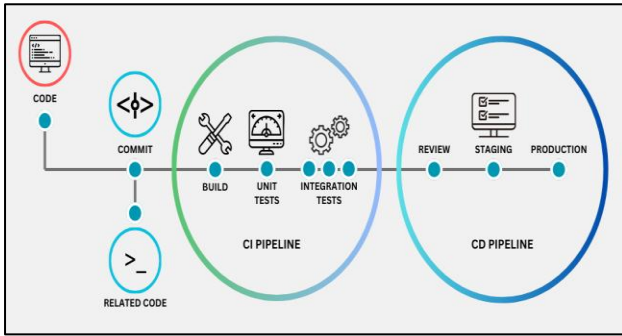 CODE
<φ>
COMMIT
>_
RELATED CODE
BUILD
UNIT
TESTS
INTEGRATION
TESTS
CI PIPELINE
REVIEW
STAGING
PRODUCTION
CD PIPELINE